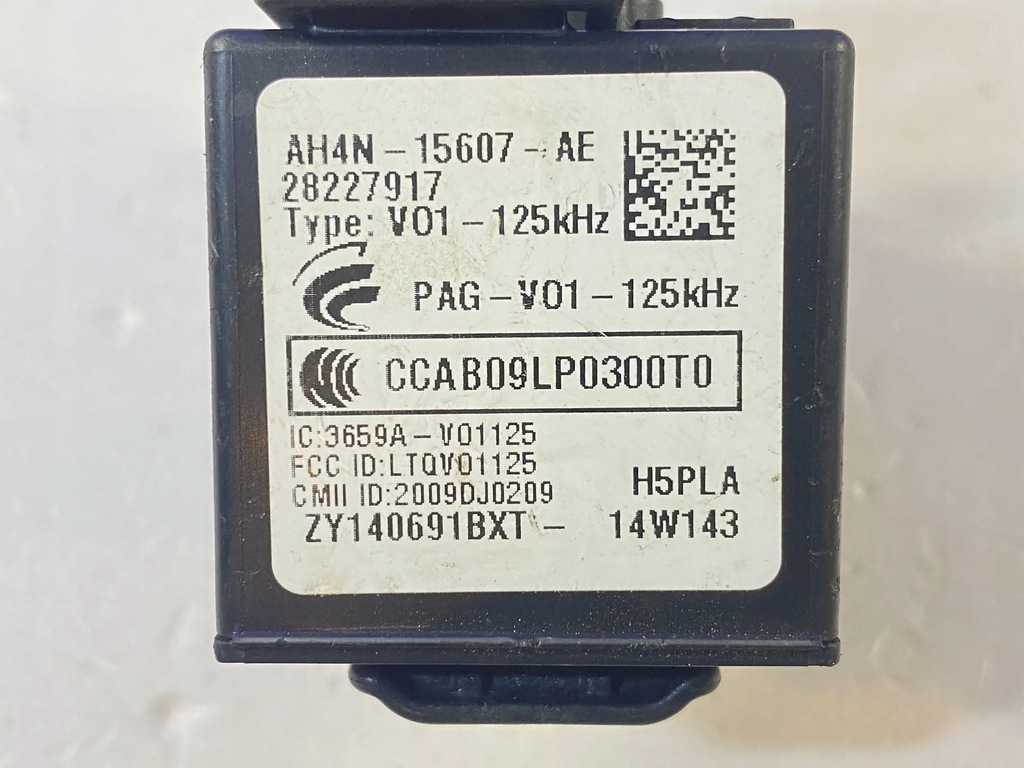 AH4N-15607-AE
28227917
Type: V01-125kHz
PAG-V01-125kHz
CCAB09LP0300T0
IC:3659A-V01125
FCC ID:LTQV01125
CMII ID:2009DJ0209
H5PLA
ZY140691BXT- 14W143